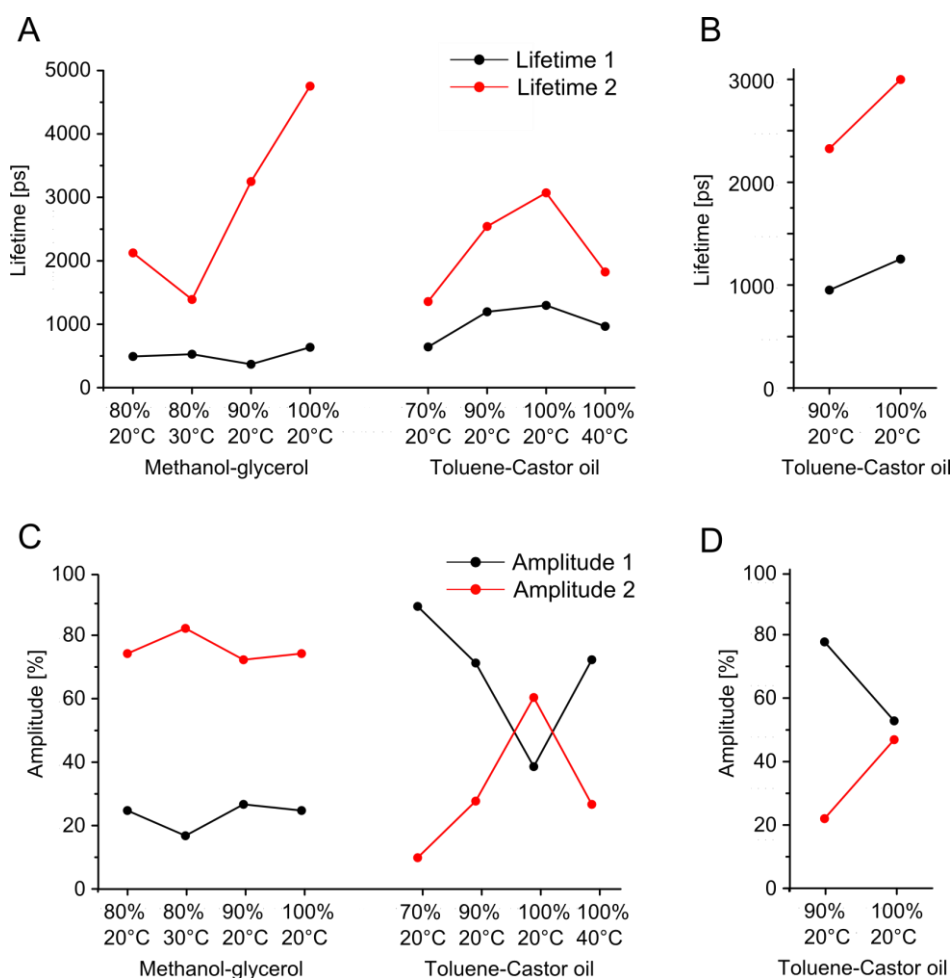 A
B
Lifetime 1
Lifetime 2
Lifetime [ps]
5000
4000
3000
2000
1000
0
80% 80% 90% 100%
20°C 30°C 20°C 20°C
Methanol-glycerol
70% 90% 100% 100%
20°C 20°C 20°C 40°C
Toluene-Castor oil
Lifetime [ps]
3000
2000
1000
0
90% 100%
20°C 20°C
Toluene-Castor oil
C
D
Amplitude 1
Amplitude 2
Amplitude [%]
100
80
60
40
20
0
80% 80% 90% 100%
20°C 30°C 20°C 20°C
Methanol-glycerol
70% 90% 100% 100%
20°C 20°C 20°C 40°C
Toluene-Castor oil
Amplitude [%]
100
80
60
40
20
0
90% 100%
20°C 20°C
Toluene-Castor oil